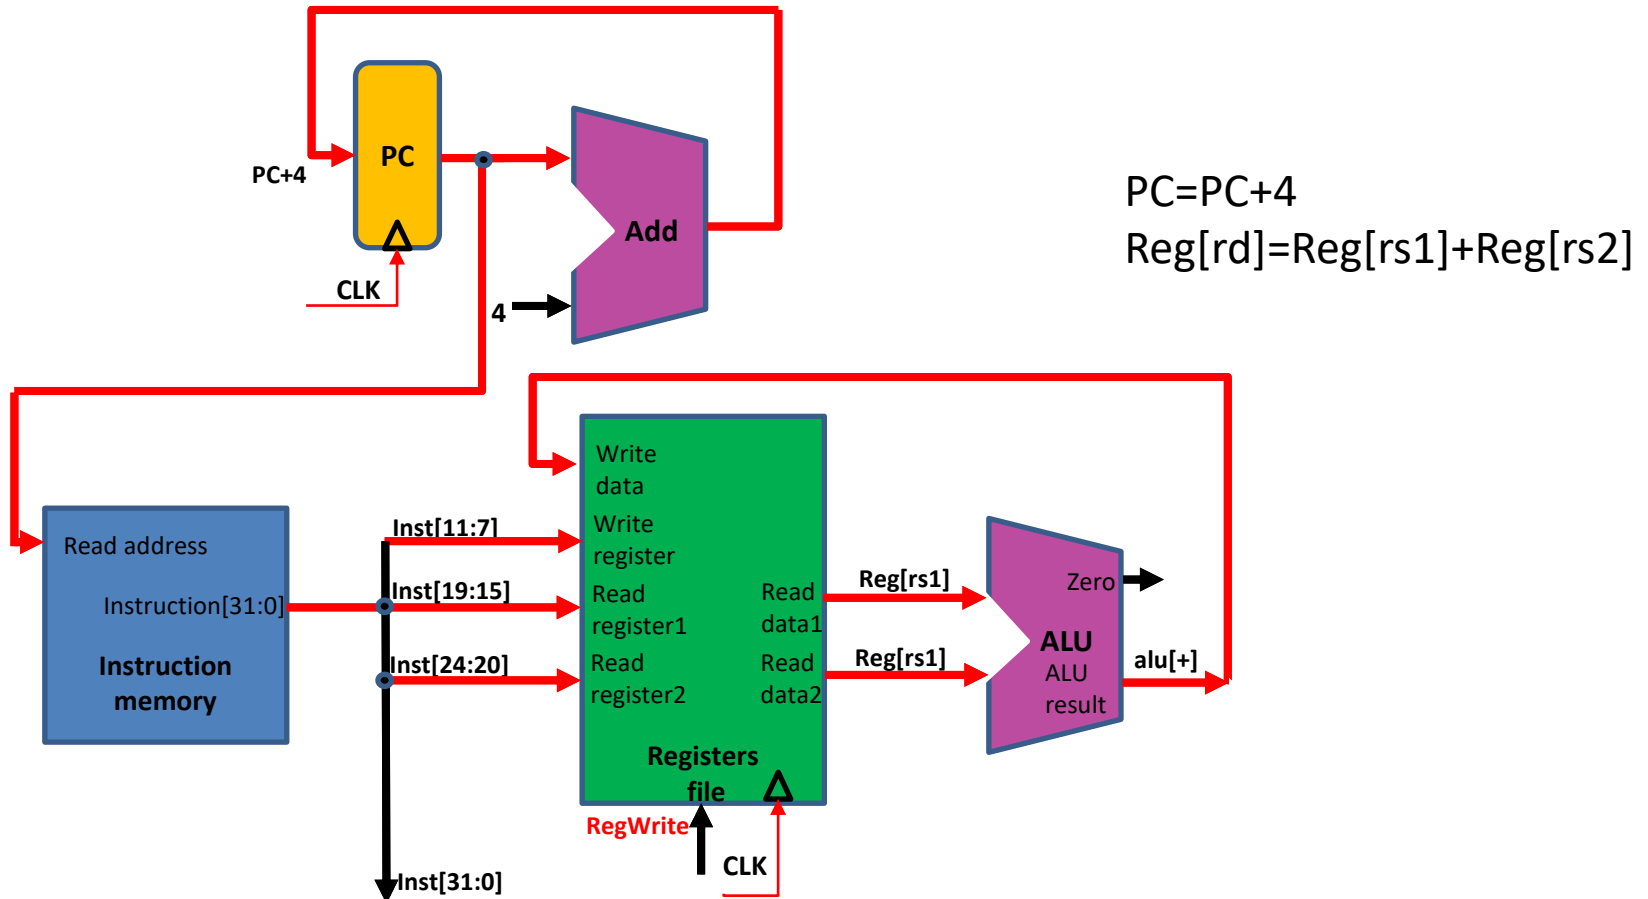 PC
PC+4
Add
CLK
4
PC=PC+4
Reg[rd]=Reg[rs1]+Reg[rs2]
Read address
Instruction[31:0]
Instruction
memory
Inst[11:7]
Inst[19:15]
Inst[24:20]
Inst[31:0]
Write
data
Write
register
Read
register1
Read
register2
Read
data1
Read
data2
Registers
file
RegWrite
CLK
Reg[rs1]
Reg[rs1]
Zero
ALU
ALU
result
alu[+]